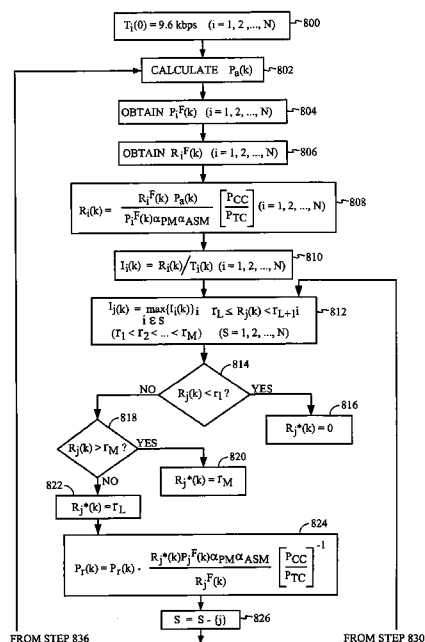 T_i(0) = 9.6 kbps (i = 1, 2 ,..., N)
800
CALCULATE P_a(k)
802
OBTAIN P_i^F(k) (i = 1, 2, ..., N)
804
OBTAIN R_i^F(k) (i = 1, 2, ..., N)
806
R_i(k) = R_i^F(k) P_a(k) / P_i^F(k)α_PM α_ASM [P_CC / P_TC] (i = 1, 2, ..., N)
808
I_i(k) = R_i(k)/T_i(k) (i = 1, 2, ..., N)
810
I_j(k) = max{I_i(k)}i r_L ≤ R_j(k) < r_L+1 i
i ε S
(r_1 < r_2 < ... < r_M) (S = 1, 2, ..., N)
812
814
R_j(k) < r_1 ?
NO
YES
816
R_j*(k) = 0
818
R_j(k) > r_M ?
YES
NO
820
R_j*(k) = r_M
822
R_j*(k) = r_L
824
P_r(k) = P_r(k) - R_j*(k)P_j^F(k)α_PM α_ASM / R_j^F(k) [P_CC / P_TC]^-1
S = S - {j}
826
FROM STEP 836
FROM STEP 830